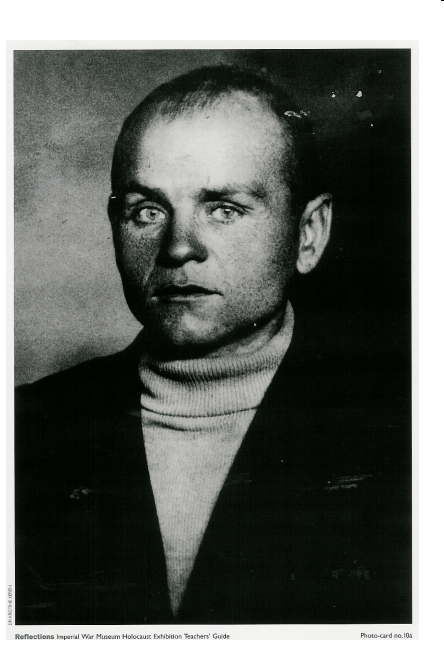 Reflections Imperial War Museum Holocaust Exhibition Teachers' Guide
Photo-card no.10a